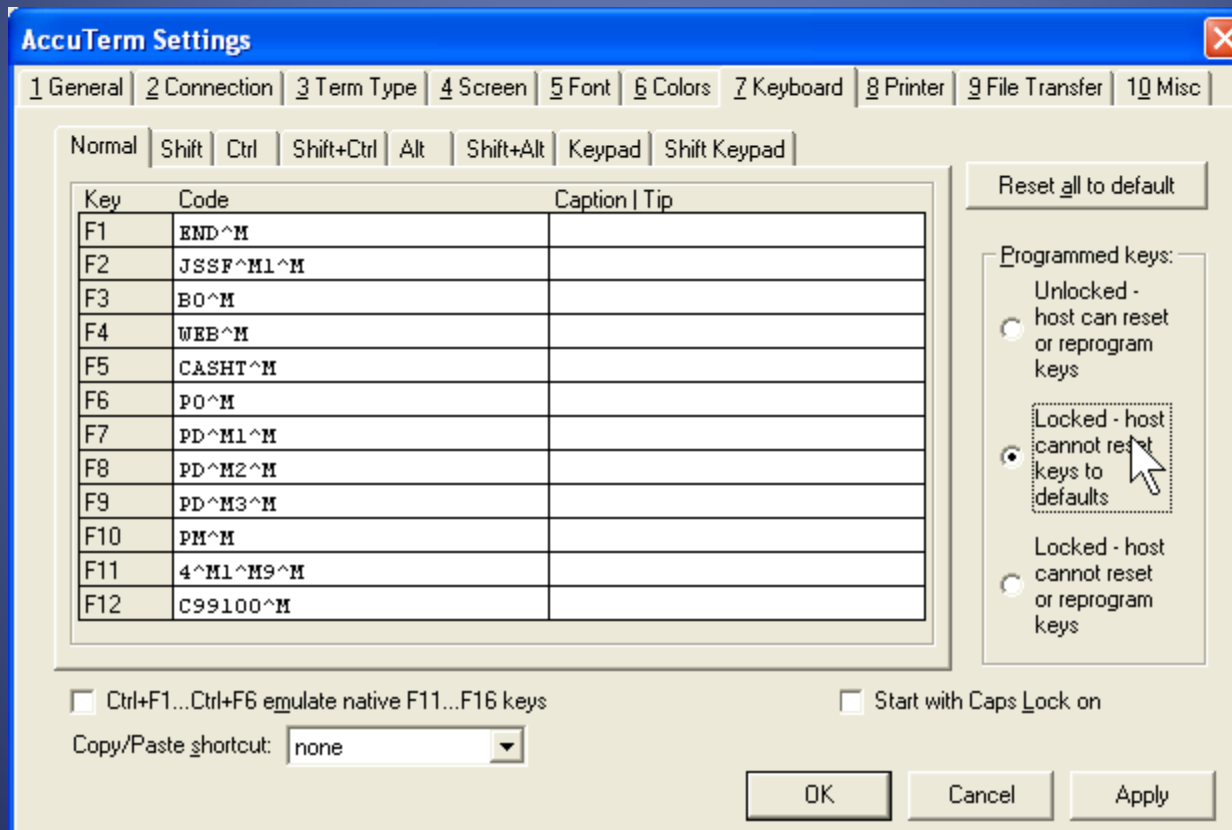 AccuTerm Settings
1 General 2 Connection 3 Term Type 4 Screen 5 Font 6 Colors 7 Keyboard 8 Printer 9 File Transfer 10 Misc
Normal Shift Ctrl Shift+Ctrl Alt Shift+Alt Keypad Shift Keypad
Key Code Caption | Tip
F1 END^M
F2 JSSF^M1^M
F3 BO^M
F4 WEB^M
F5 CASHT^M
F6 PO^M
F7 PD^M1^M
F8 PD^M2^M
F9 PD^M3^M
F10 PM^M
F11 4^M1^M9^M
F12 C99100^M
Reset all to default
Programmed keys:
Unlocked -
host can reset
or reprogram
keys
Locked - host
cannot reset
keys to
defaults
Locked - host
cannot reset
or reprogram
keys
Ctrl+F1...Ctrl+F6 emulate native F11...F16 keys
Start with Caps Lock on
Copy/Paste shortcut: none
OK Cancel Apply